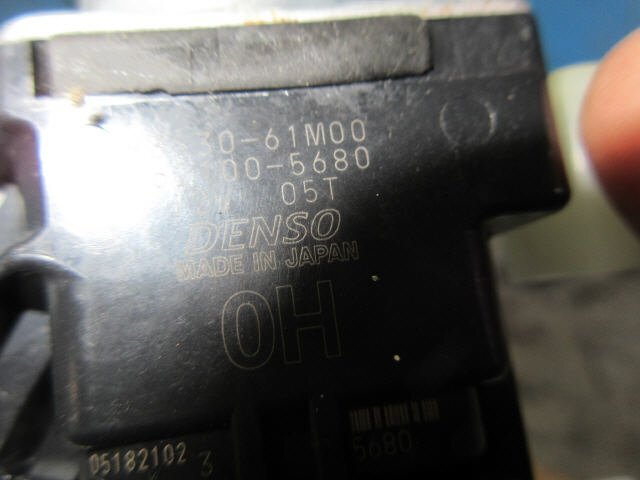 30-61M00
00-5680
05T
DENSO
MADE IN JAPAN
0H
05182102
3
5680